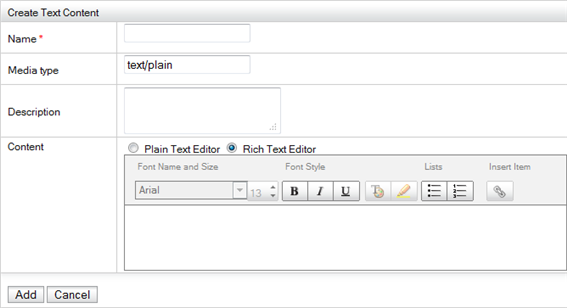 Create Text Content
Name *
Media type text/plain
Description
Content Plain Text Editor Rich Text Editor
Font Name and Size Font Style Lists Insert Item
Arial 13 B I U
Add Cancel